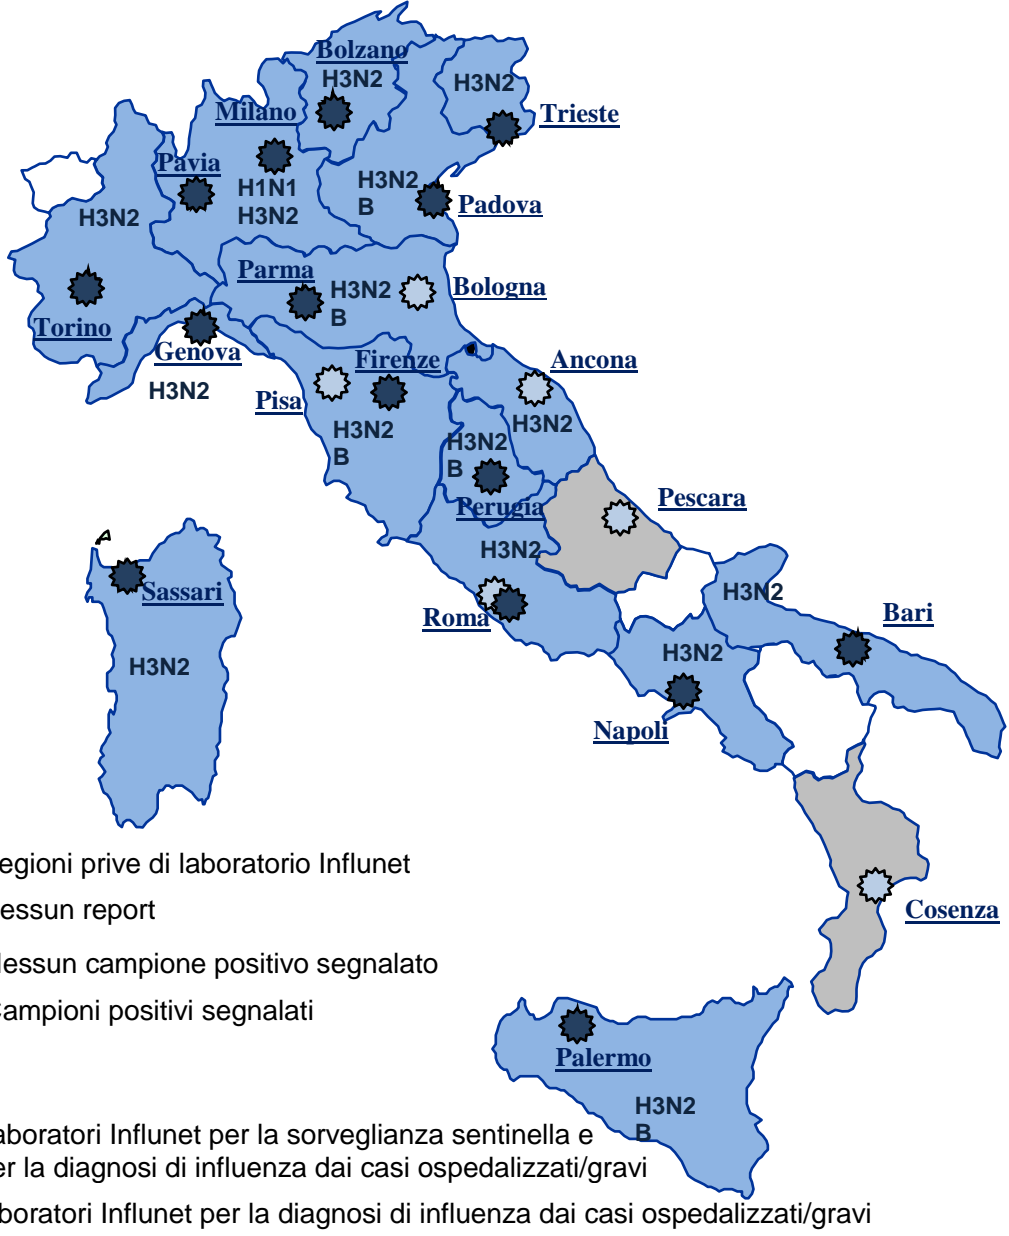 Bolzano
H3N2
H3N2
Milano
Trieste
Pavia
H1N1
H3N2
H3N2
B
Padova
H3N2
Parma
H3N2
B
Bologna
Torino
Genova
H3N2
Firenze
Ancona
Pisa
H3N2
H3N2
B
H3N2
B
Perugia
Pescara
H3N2
Sassari
Roma
H3N2
Bari
H3N2
H3N2
Napoli
egioni prive di laboratorio Influnet
essun report
Cosenza
lessun campione positivo segnalato
Campioni positivi segnalati
Palermo
H3N2
B
aboratori Influnet per la sorveglianza sentinella e
er la diagnosi di influenza dai casi ospedalizzati/gravi
boratori Influnet per la diagnosi di influenza dai casi ospedalizzati/gravi